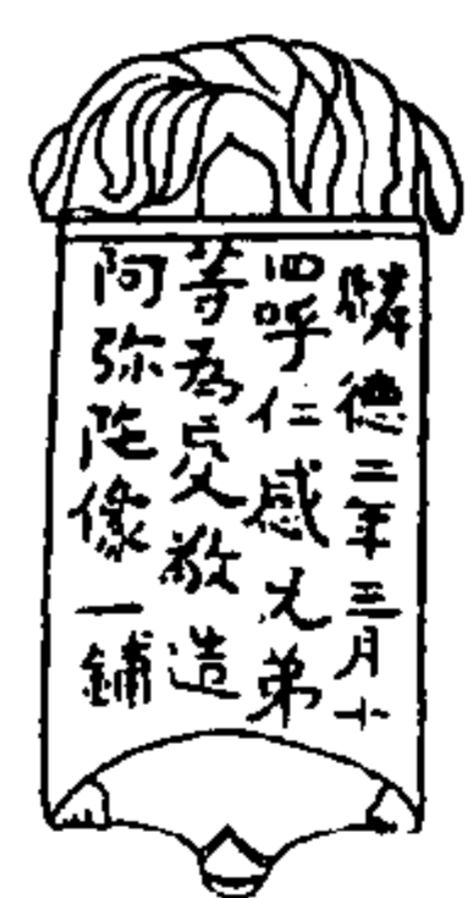 麟德三年三月十
四呼仁感兄弟
等為亡父敬造
阿弥陀像一鋪